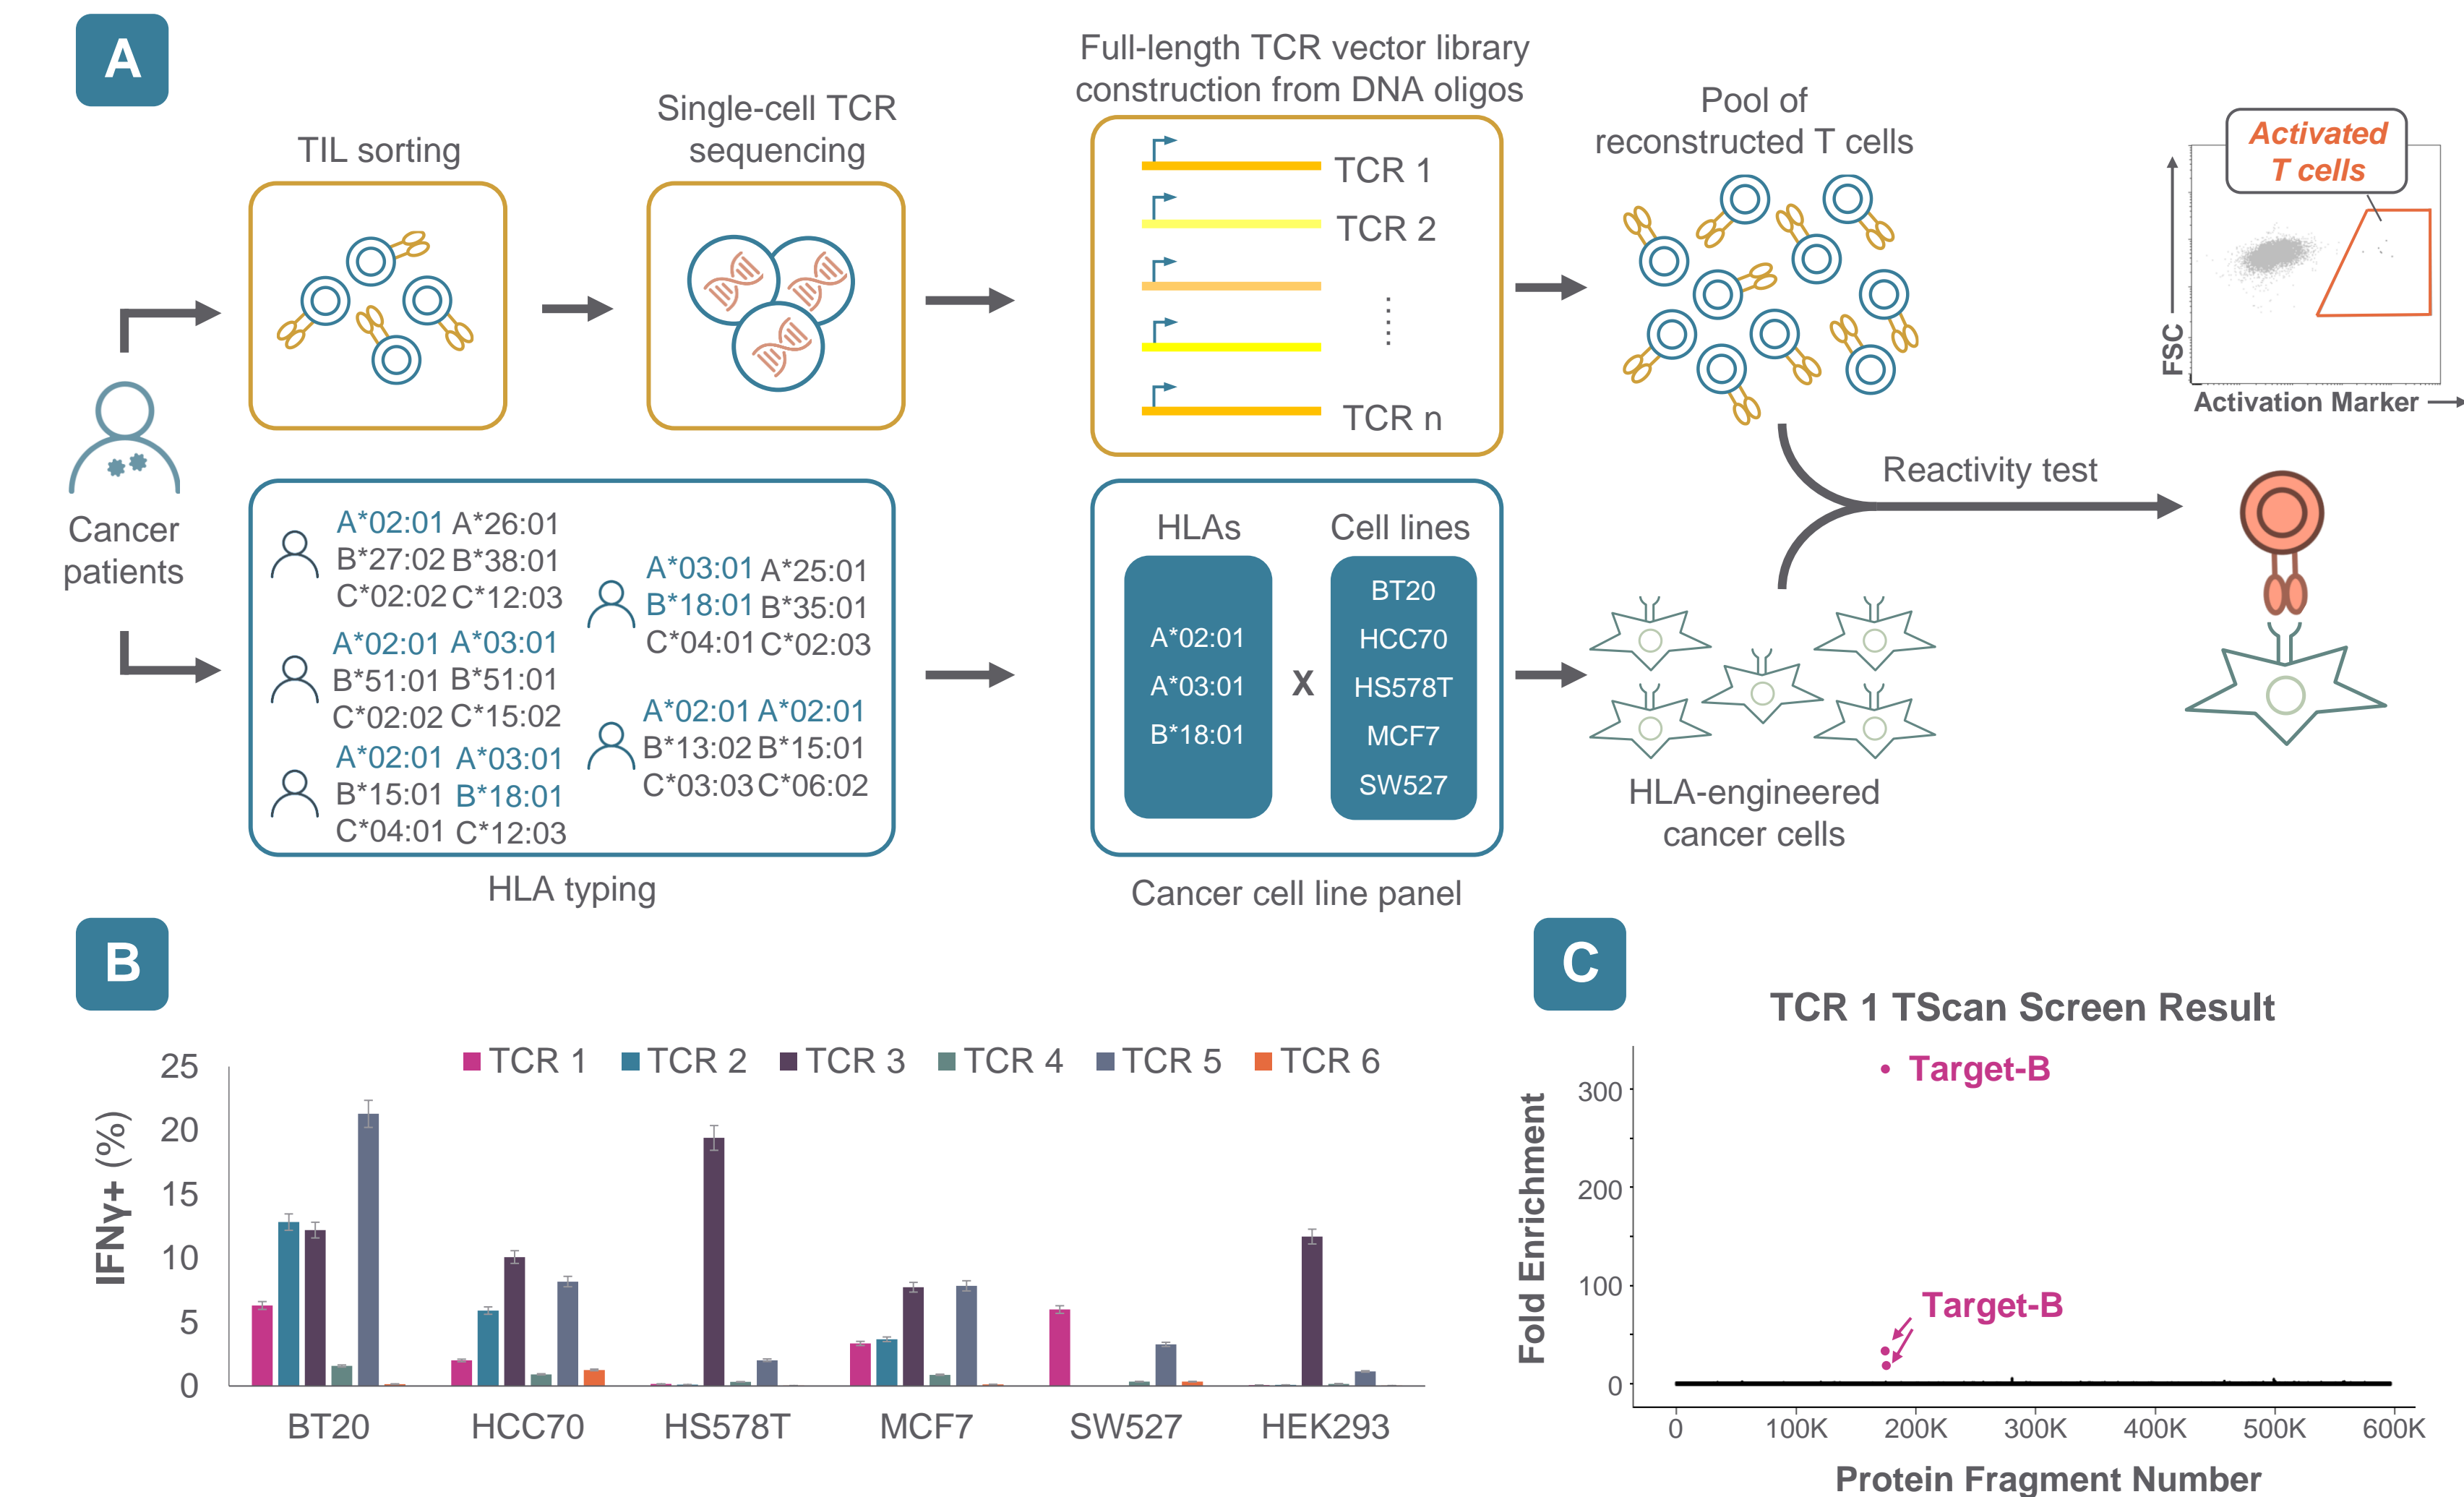 A
TIL sorting
Single-cell TCR
sequencing
Full-length TCR vector library
construction from DNA oligos
TCR 1
TCR 2
TCR n
Pool of
reconstructed T cells
Activated
T cells
FSC
Activation Marker
Cancer
patients
A*02:01 A*26:01
B*27:02 B*38:01
C*02:02 C*12:03
A*02:01 A*03:01
B*51:01 B*51:01
C*02:02 C*15:02
A*02:01 A*03:01
B*15:01 B*18:01
C*04:01 C*12:03
A*03:01 A*25:01
B*18:01 B*35:01
C*04:01 C*02:03
A*02:01 A*02:01
B*13:02 B*15:01
C*03:03 C*06:02
HLA typing
HLAs
A*02:01
A*03:01
B*18:01
X
Cell lines
BT20
HCC70
HS578T
MCF7
SW527
Cancer cell line panel
Reactivity test
HLA-engineered
cancer cells
B
TCR 1 TCR 2 TCR 3 TCR 4 TCR 5 TCR 6
IFNγ+ (%)
25
20
15
10
5
0
BT20 HCC70 HS578T MCF7 SW527 HEK293
C
TCR 1 TScan Screen Result
Fold Enrichment
300
200
100
0
Target-B
Target-B
0 100K 200K 300K 400K 500K 600K
Protein Fragment Number